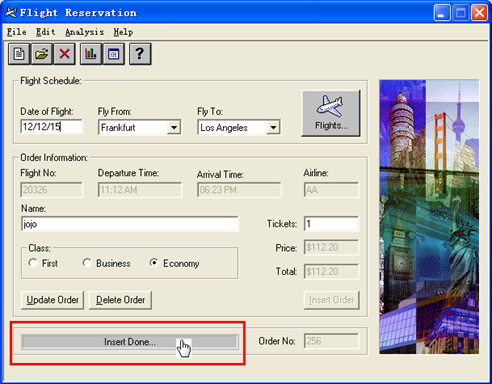 Flight Reservation
File Edit Analysis Help
Flight Schedule:
Date of Flight: Fly From: Fly To:
12/12/15 Frankfurt Los Angeles Flights...
Order Information:
Flight No: Departure Time: Arrival Time: Airline:
20326 11:12 AM 06:23 PM AA
Name:
jojo Tickets: 1
Class: Price: $112.20
First Business Economy
Total: $112.20
Update Order Delete Order Insert Order
Insert Done... Order No: 256